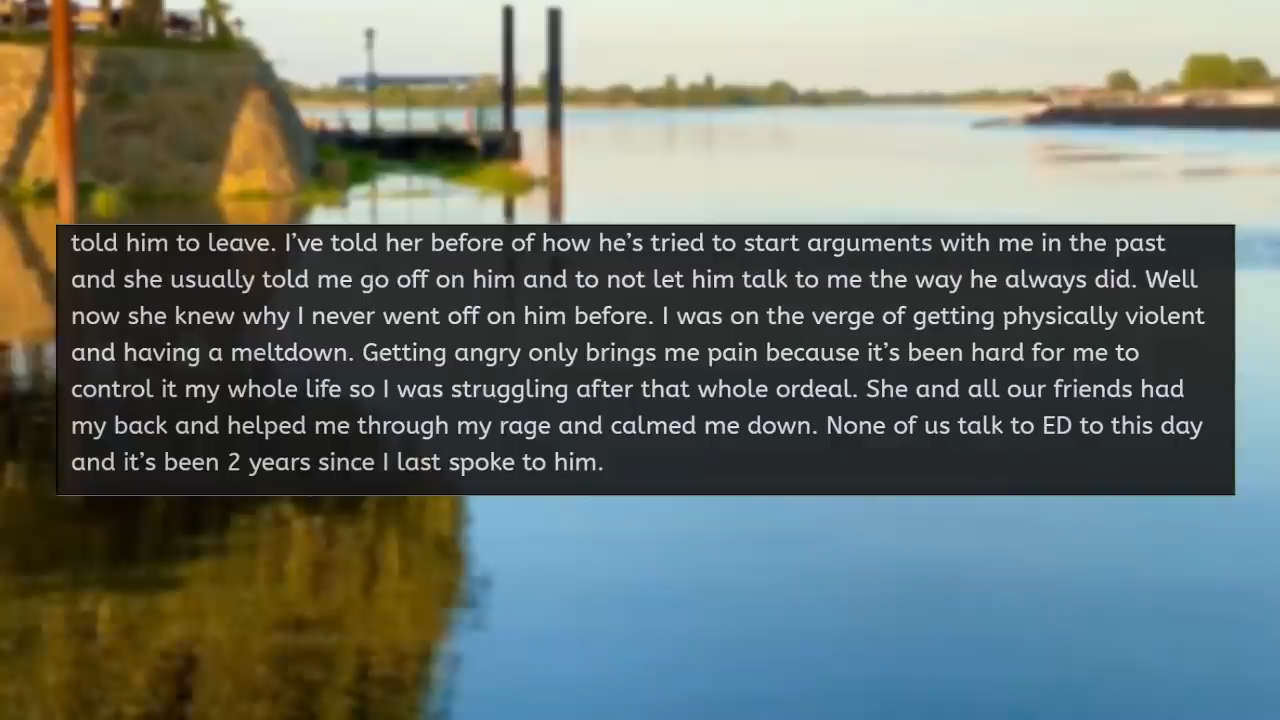 told him to leave. I’ve told her before of how he’s tried to start arguments with me in the past
and she usually told me go off on him and to not let him talk to me the way he always did. Well
now she knew why I never went off on him before. I was on the verge of getting physically violent
and having a meltdown. Getting angry only brings me pain because it’s been hard for me to
control it my whole life so I was struggling after that whole ordeal. She and all our friends had
my back and helped me through my rage and calmed me down. None of us talk to ED to this day
and it’s been 2 years since I last spoke to him.